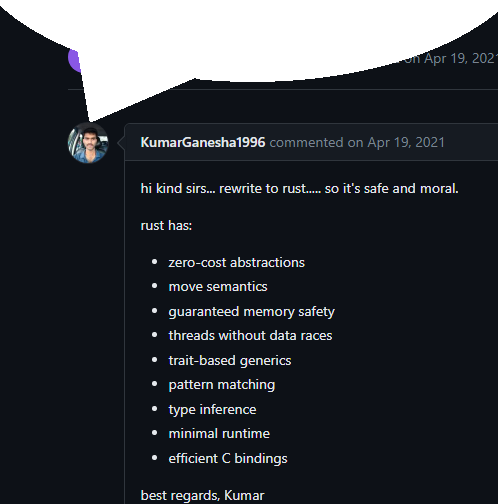 on Apr 19, 2021
KumarGanesha1996 commented on Apr 19, 2021
hi kind sirs... rewrite to rust..... so it's safe and moral.
rust has:
• zero-cost abstractions
• move semantics
• guaranteed memory safety
• threads without data races
• trait-based generics
• pattern matching
• type inference
• minimal runtime
• efficient C bindings
best regards, Kumar